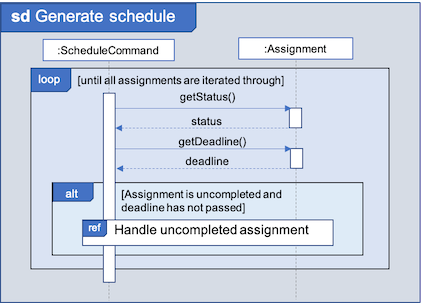 sd Generate schedule
:ScheduleCommand
:Assignment
loop
[until all assignments are iterated through]
getStatus()
status
getDeadline()
deadline
alt
[Assignment is uncompleted and
deadline has not passed]
ref
Handle uncompleted assignment